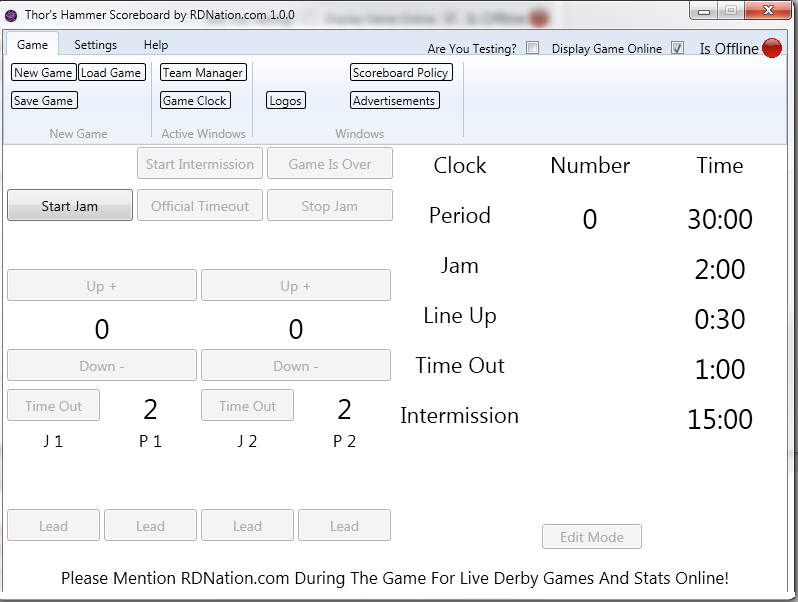 Thor's Hammer Scoreboard by RDNation.com 1.0.0
Game Settings Help Are You Testing? Display Game Online Is Offline
New Game Load Game Team Manager Scoreboard Policy
Save Game Game Clock Logos Advertisements
New Game Active Windows Windows
Start Intermission Game Is Over Clock Number Time
Start Jam Official Timeout Stop Jam
Period 0 30:00
Jam 2:00
Up + Up +
Line Up 0:30
0 0
Down - Down - Time Out 1:00
Time Out 2 Time Out 2 Intermission 15:00
J 1 P 1 J 2 P 2
Lead Lead Lead Lead Edit Mode
Please Mention RDNation.com During The Game For Live Derby Games And Stats Online!